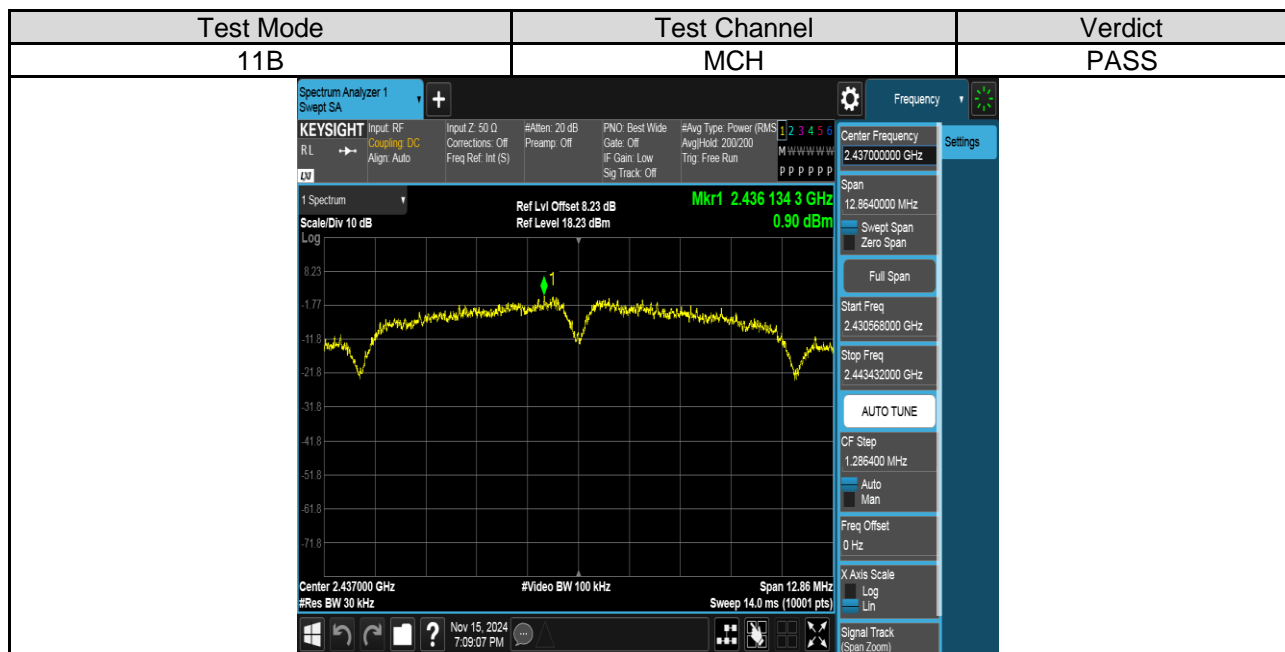 Test Mode Test Channel Verdict
11B MCH PASS
Spectrum Analyzer 1
Swept SA
+
Frequency
KEYSIGHT
RL
LXI
Input: RF
Coupling: DC
Align: Auto
Input Z: 50 Ω
Corrections: Off
Freq Ref: Int (S)
#Atten: 20 dB
Preamp: Off
PNO: Best Wide
Gate: Off
IF Gain: Low
Sig Track: Off
#Avg Type: Power (RMS
Avg|Hold: 200/200
Trig: Free Run
1 2 3 4 5 6
M W W W W W
P P P P P P
1 Spectrum
Scale/Div 10 dB
Log
Ref Lvl Offset 8.23 dB
Ref Level 18.23 dBm
Mkr1 2.436 134 3 GHz
0.90 dBm
8.23
1
-1.77
-11.8
-21.8
-31.8
-41.8
-51.8
-61.8
-71.8
Center 2.437000 GHz
#Res BW 30 kHz
#Video BW 100 kHz
Span 12.86 MHz
Sweep 14.0 ms (10001 pts)
Center Frequency
2.437000000 GHz
Settings
Span
12.8640000 MHz
Swept Span
Zero Span
Full Span
Start Freq
2.430568000 GHz
Stop Freq
2.443432000 GHz
AUTO TUNE
CF Step
1.286400 MHz
Auto
Man
Freq Offset
0 Hz
X Axis Scale
Log
Lin
Signal Track
(Span Zoom)
?
Nov 15, 2024
7:09:07 PM